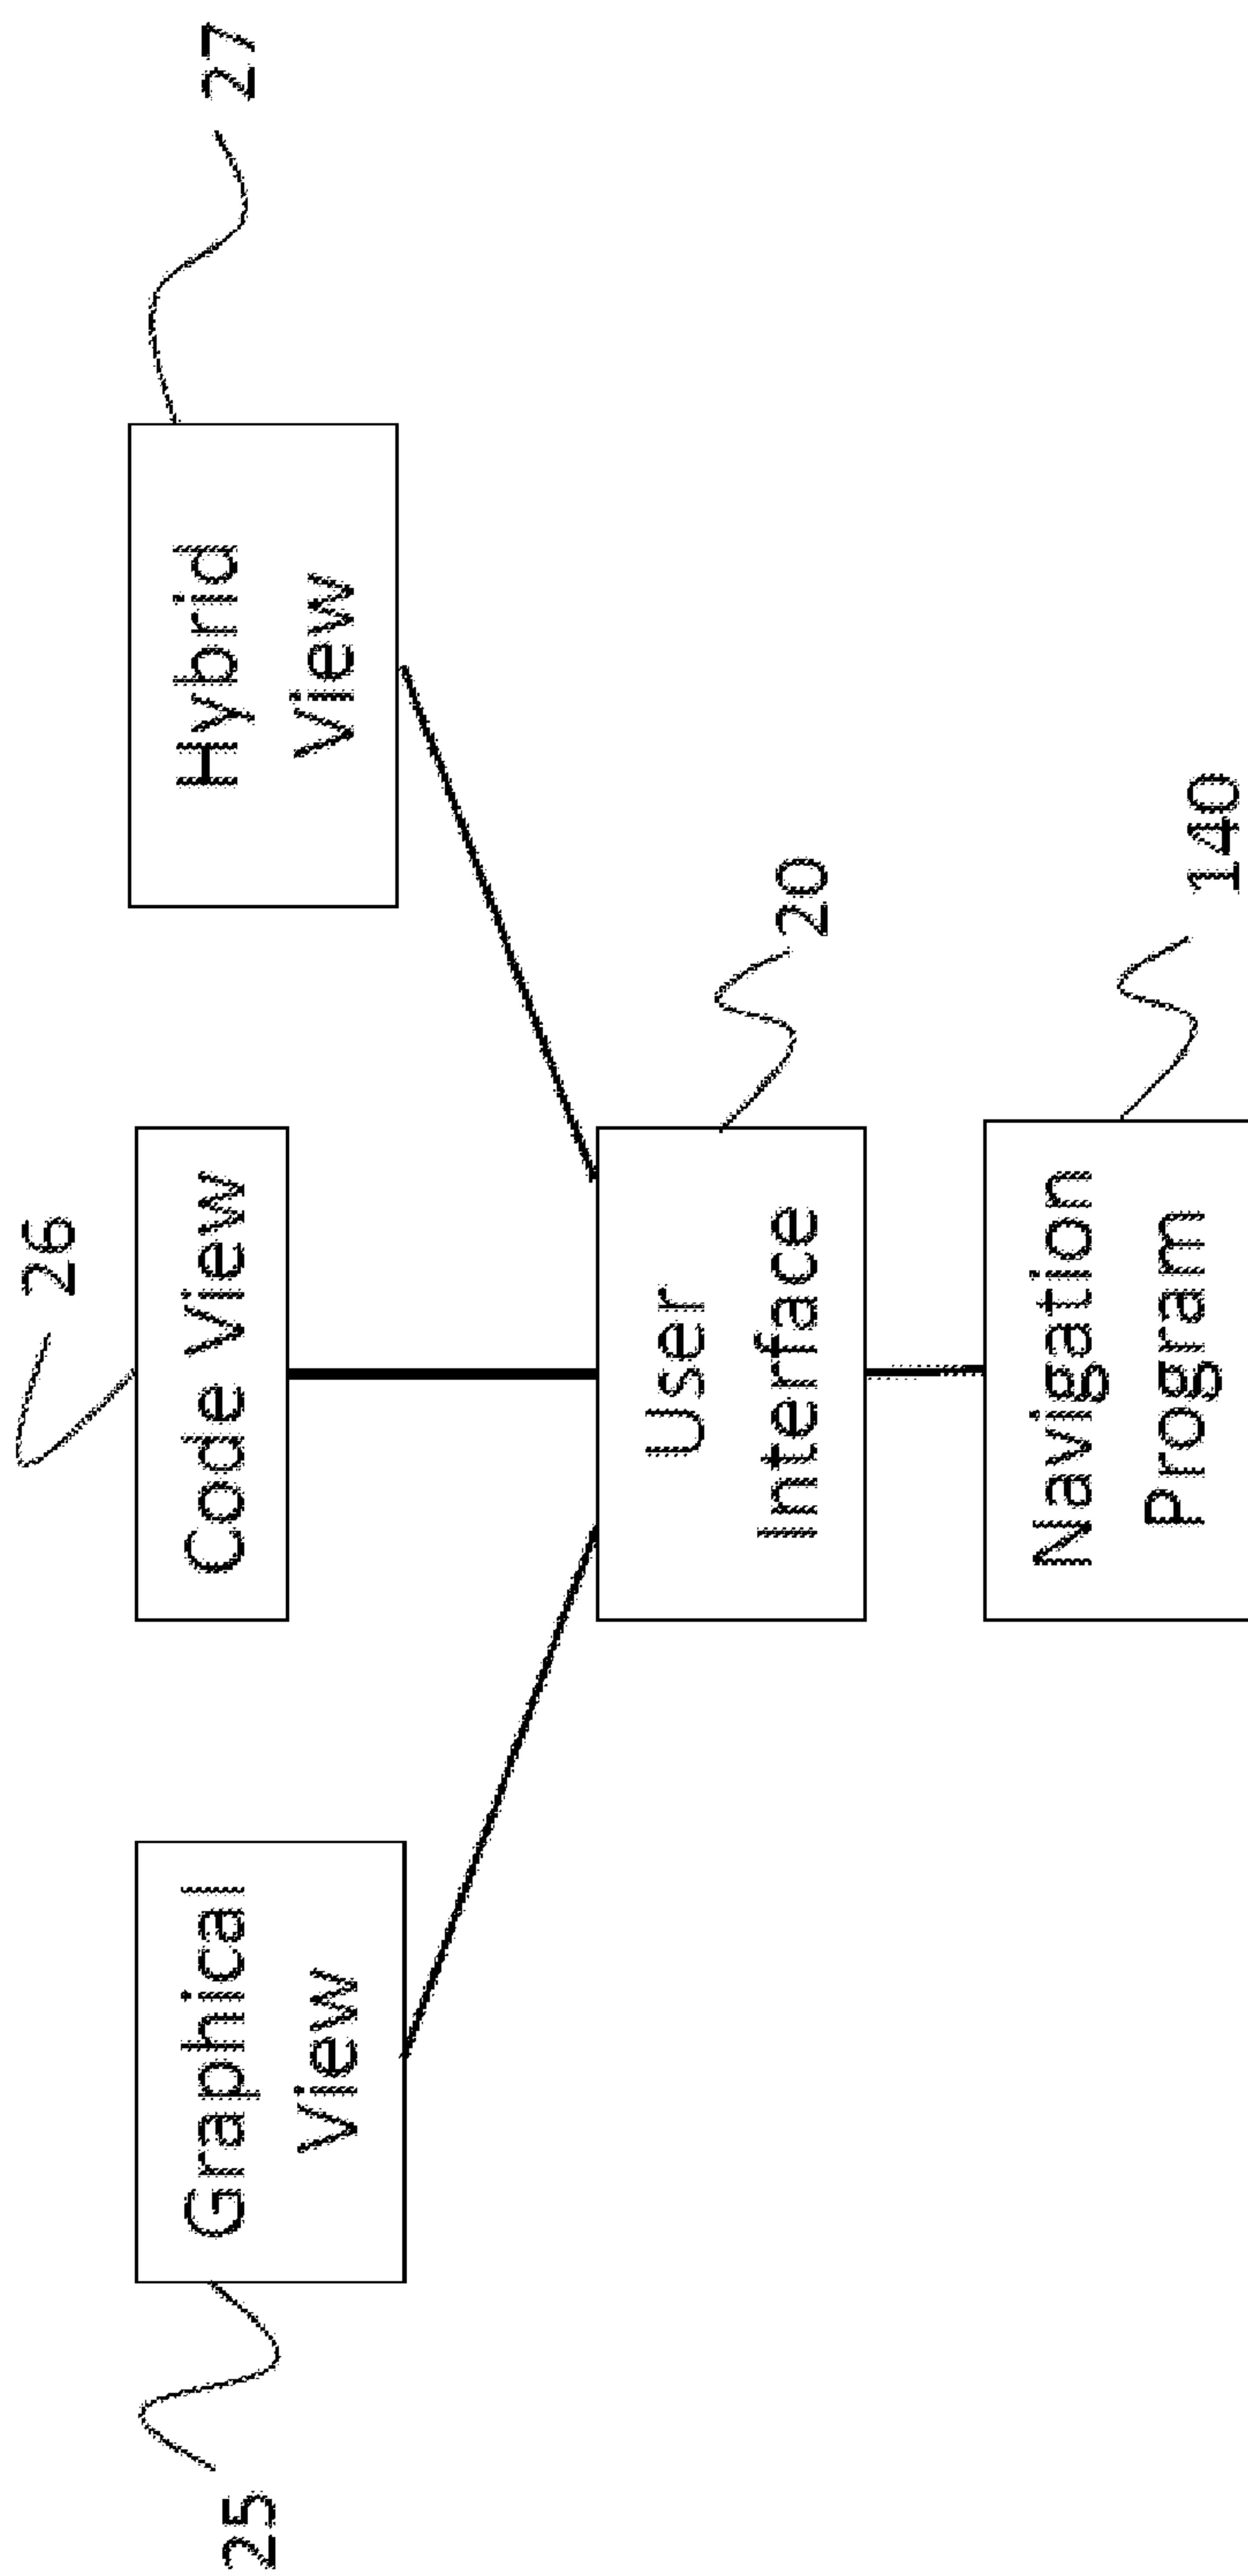 26
27
Graphical
View
Code View
Hybrid
View
25
User
Interface
20
Navigation
Program
140